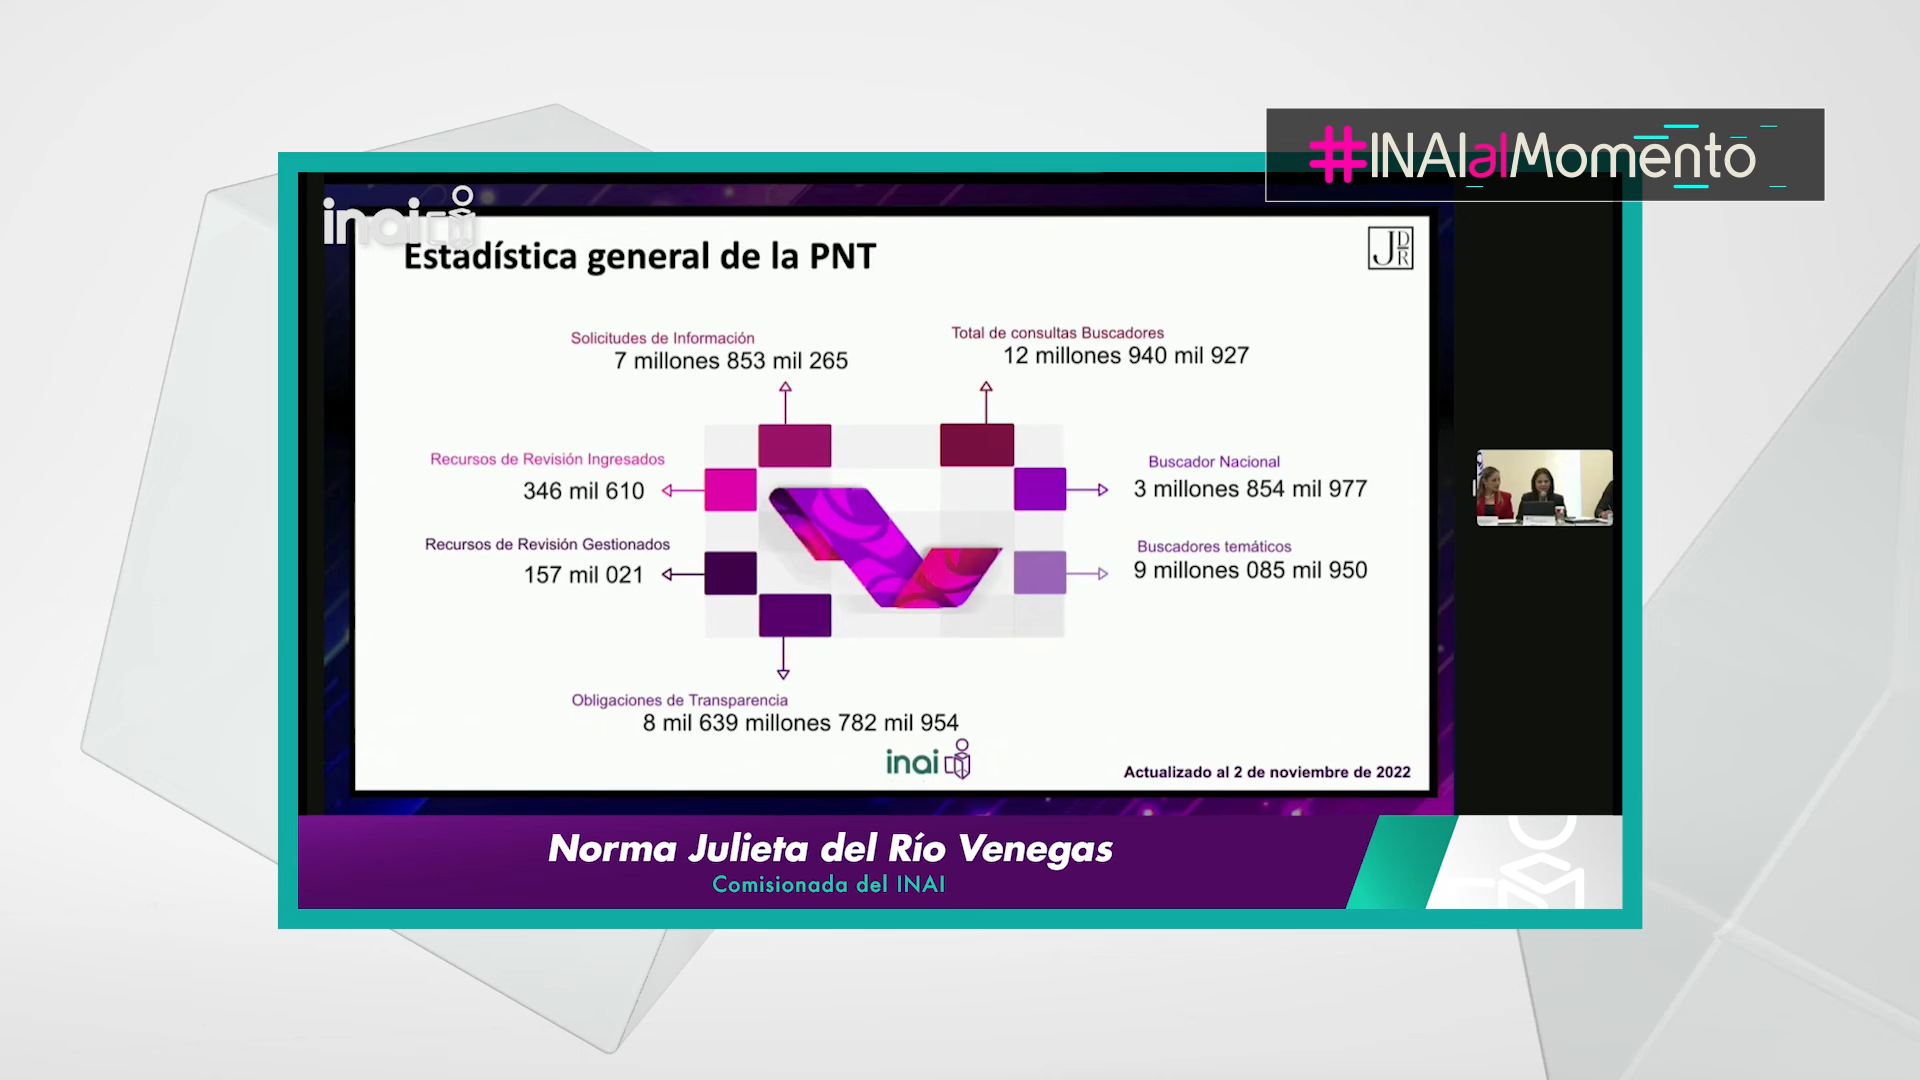 #INAIalMomento
inai
Estadística general de la PNT
JDR
Solicitudes de Información
7 millones 853 mil 265
Total de consultas Buscadores
12 millones 940 mil 927
Recursos de Revisión Ingresados
346 mil 610
Buscador Nacional
3 millones 854 mil 977
Recursos de Revisión Gestionados
157 mil 021
Buscadores temáticos
9 millones 085 mil 950
Obligaciones de Transparencia
8 mil 639 millones 782 mil 954
inai
Actualizado al 2 de noviembre de 2022
Norma Julieta del Río Venegas
Comisionada del INAI